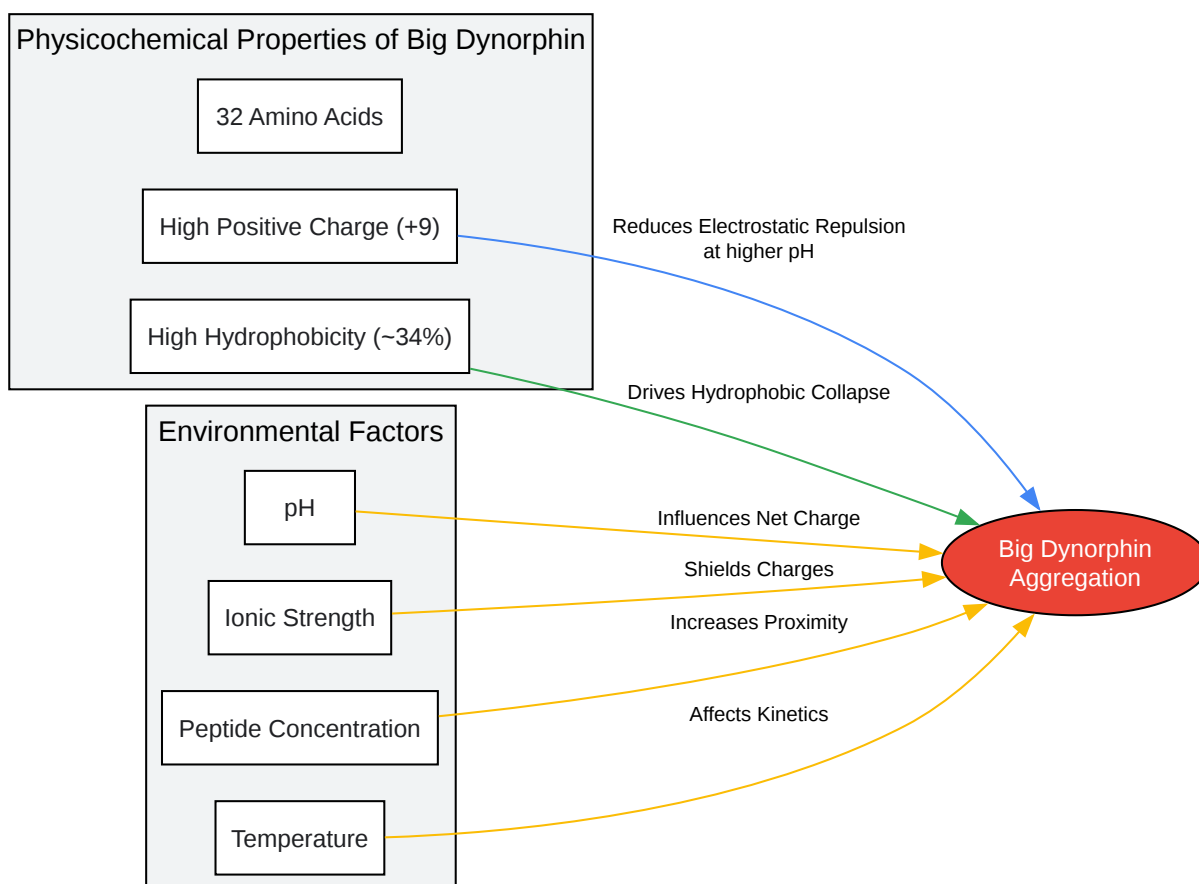 Physicochemical Properties of Big Dynorphin
32 Amino Acids
High Positive Charge (+9)
High Hydrophobicity (~34%)
Reduces Electrostatic Repulsion
at higher pH
Drives Hydrophobic Collapse
Environmental Factors
pH
Ionic Strength
Peptide Concentration
Temperature
Influences Net Charge
Shields Charges
Increases Proximity
Affects Kinetics
Big Dynorphin
Aggregation